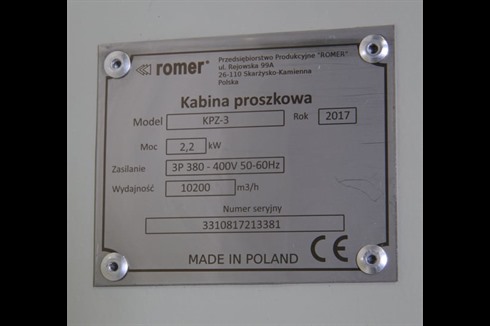 romer®
Przedsiębiorstwo Produkcyjne "ROMER"
ul. Rejowska 99A
26-110 Skarżysko-Kamienna
Polska
Kabina proszkowa
Model KPZ-3 Rok 2017
Moc 2,2 kW
Zasilanie 3P 380 - 400V 50-60Hz
Wydajność 10200 m3/h
Numer seryjny
3310817213381
MADE IN POLAND CE